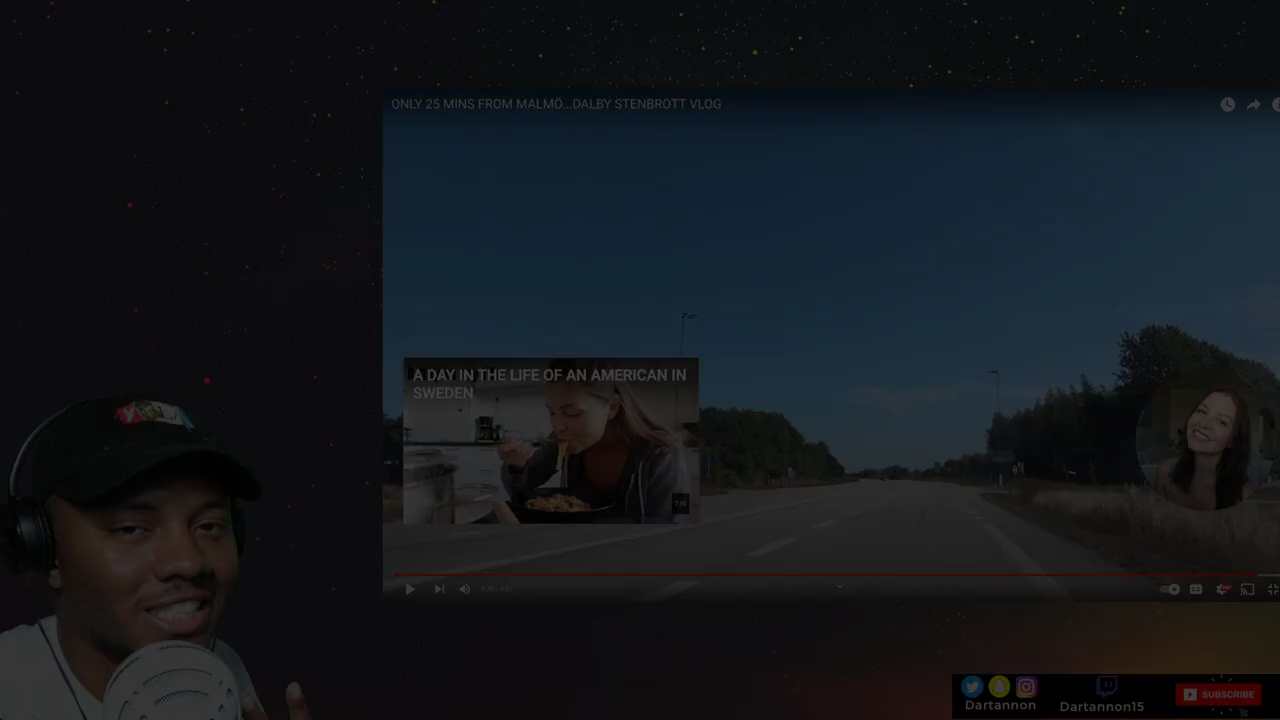 ONLY 25 MINS FROM MALMÖ...DALBY STENBROTT VLOG
A DAY IN THE LIFE OF AN AMERICAN IN
SWEDEN
Dartannon
Dartannon15
SUBSCRIBE